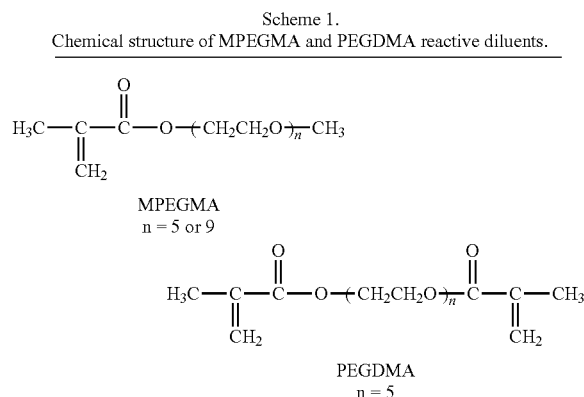 Scheme 1.
Chemical structure of MPEGMA and PEGDMA reactive diluents.
O
H₃C—C—C—O—(CH₂CH₂O)ₙ—CH₃
CH₂
MPEGMA
n = 5 or 9
O O
H₃C—C—C—O—(CH₂CH₂O)ₙ—C—C—CH₃
CH₂ CH₂
PEGDMA
n = 5